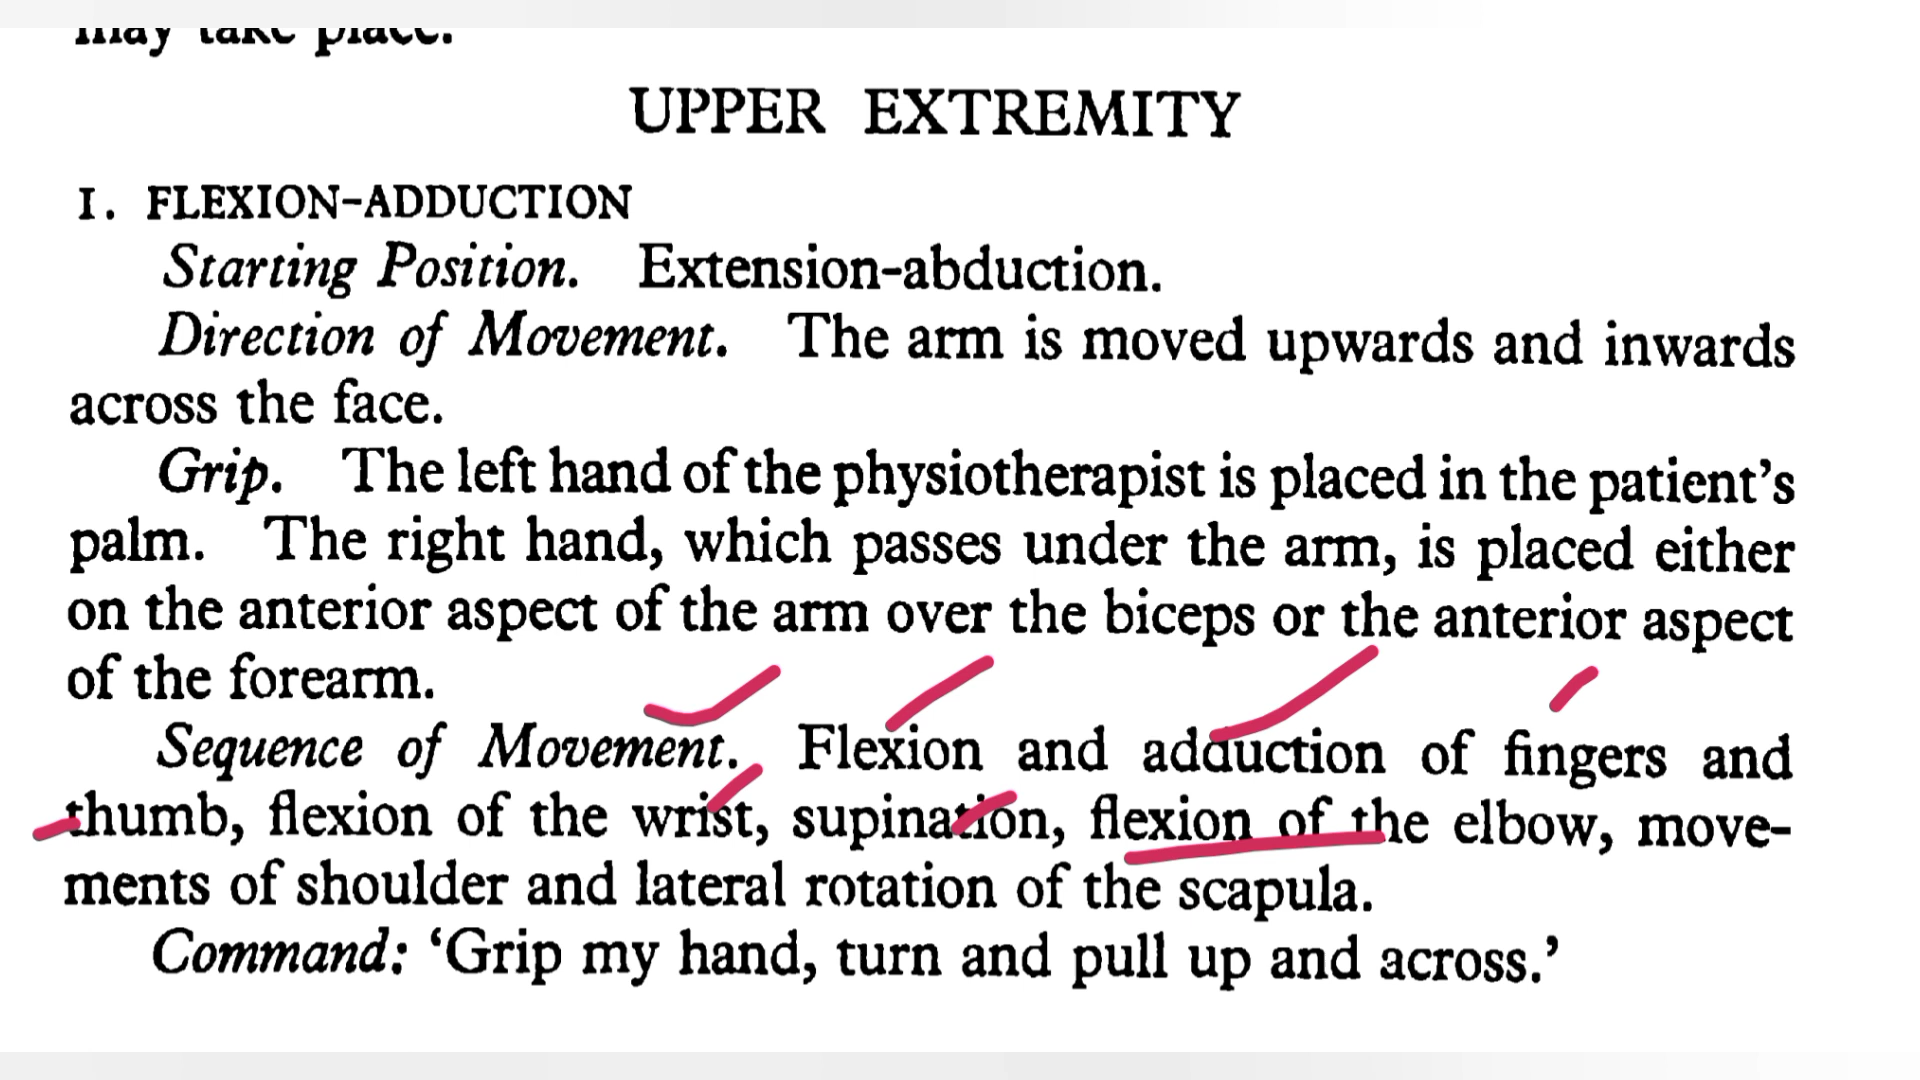 may take place.
UPPER EXTREMITY
I. FLEXION-ADDUCTION
Starting Position. Extension-abduction.
Direction of Movement. The arm is moved upwards and inwards
across the face.
Grip. The left hand of the physiotherapist is placed in the patient's
palm. The right hand, which passes under the arm, is placed either
on the anterior aspect of the arm over the biceps or the anterior aspect
of the forearm.
Sequence of Movement. Flexion and adduction of fingers and
thumb, flexion of the wrist, supination, flexion of the elbow, move-
ments of shoulder and lateral rotation of the scapula.
Command: ‘Grip my hand, turn and pull up and across.’